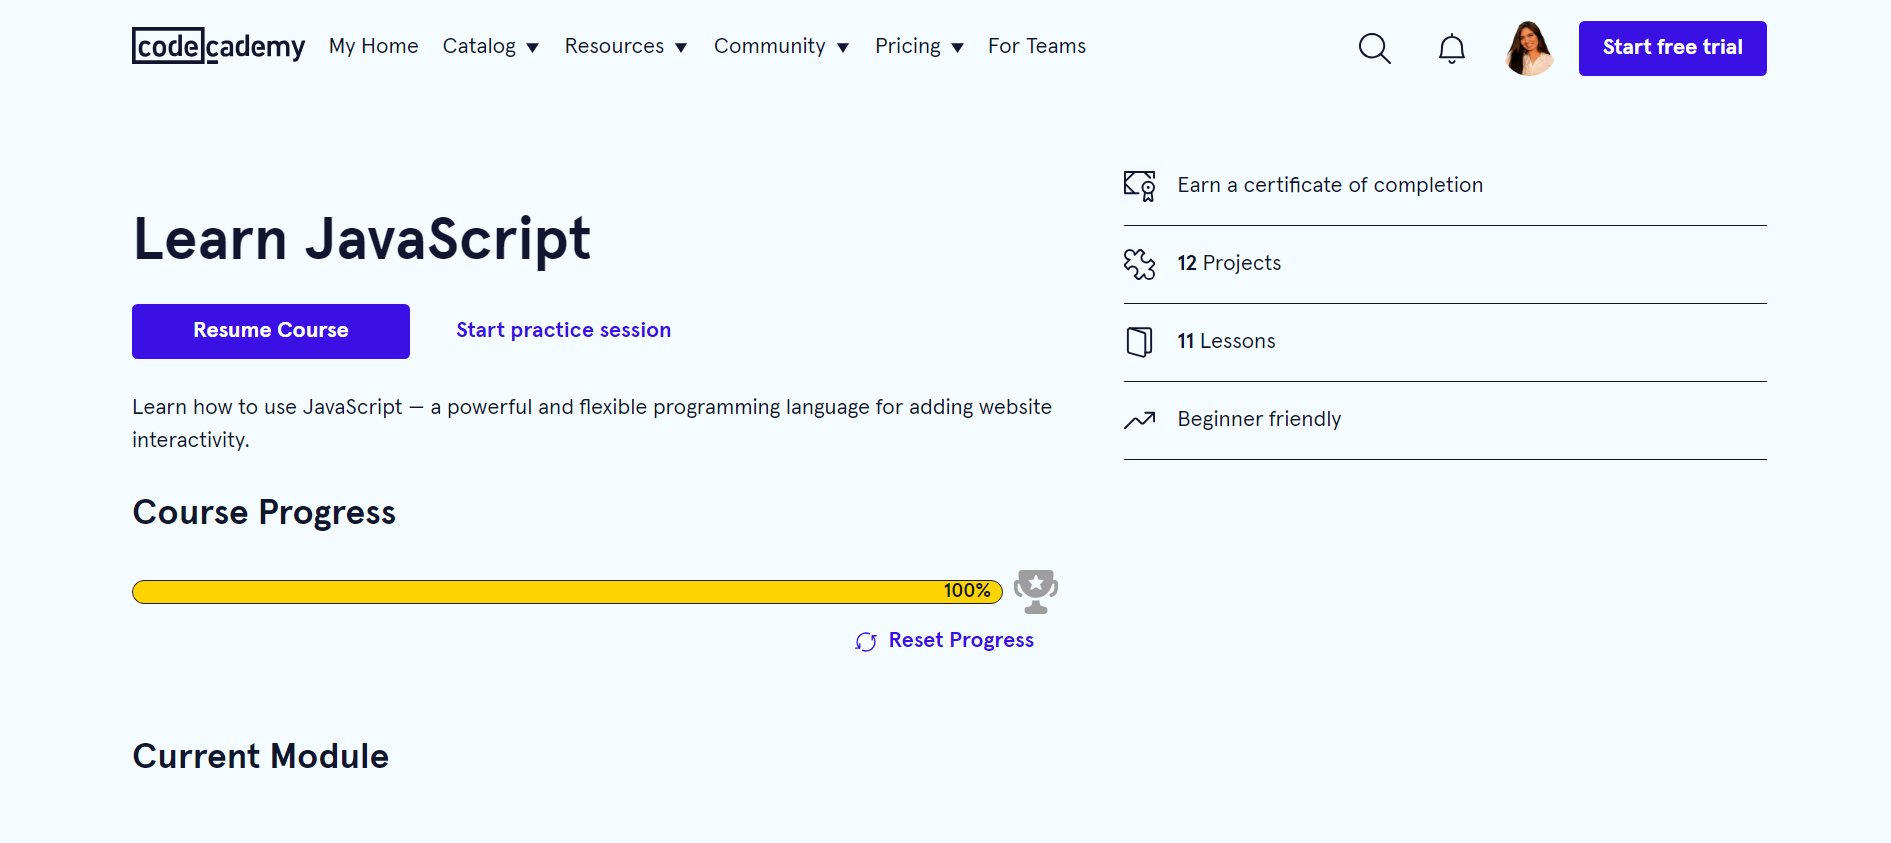 codecademy My Home Catalog Resources Community Pricing For Teams Start free trial
Learn JavaScript
Resume Course Start practice session
Learn how to use JavaScript — a powerful and flexible programming language for adding website
interactivity.
Course Progress
100%
Reset Progress
Current Module
Earn a certificate of completion
12 Projects
11 Lessons
Beginner friendly